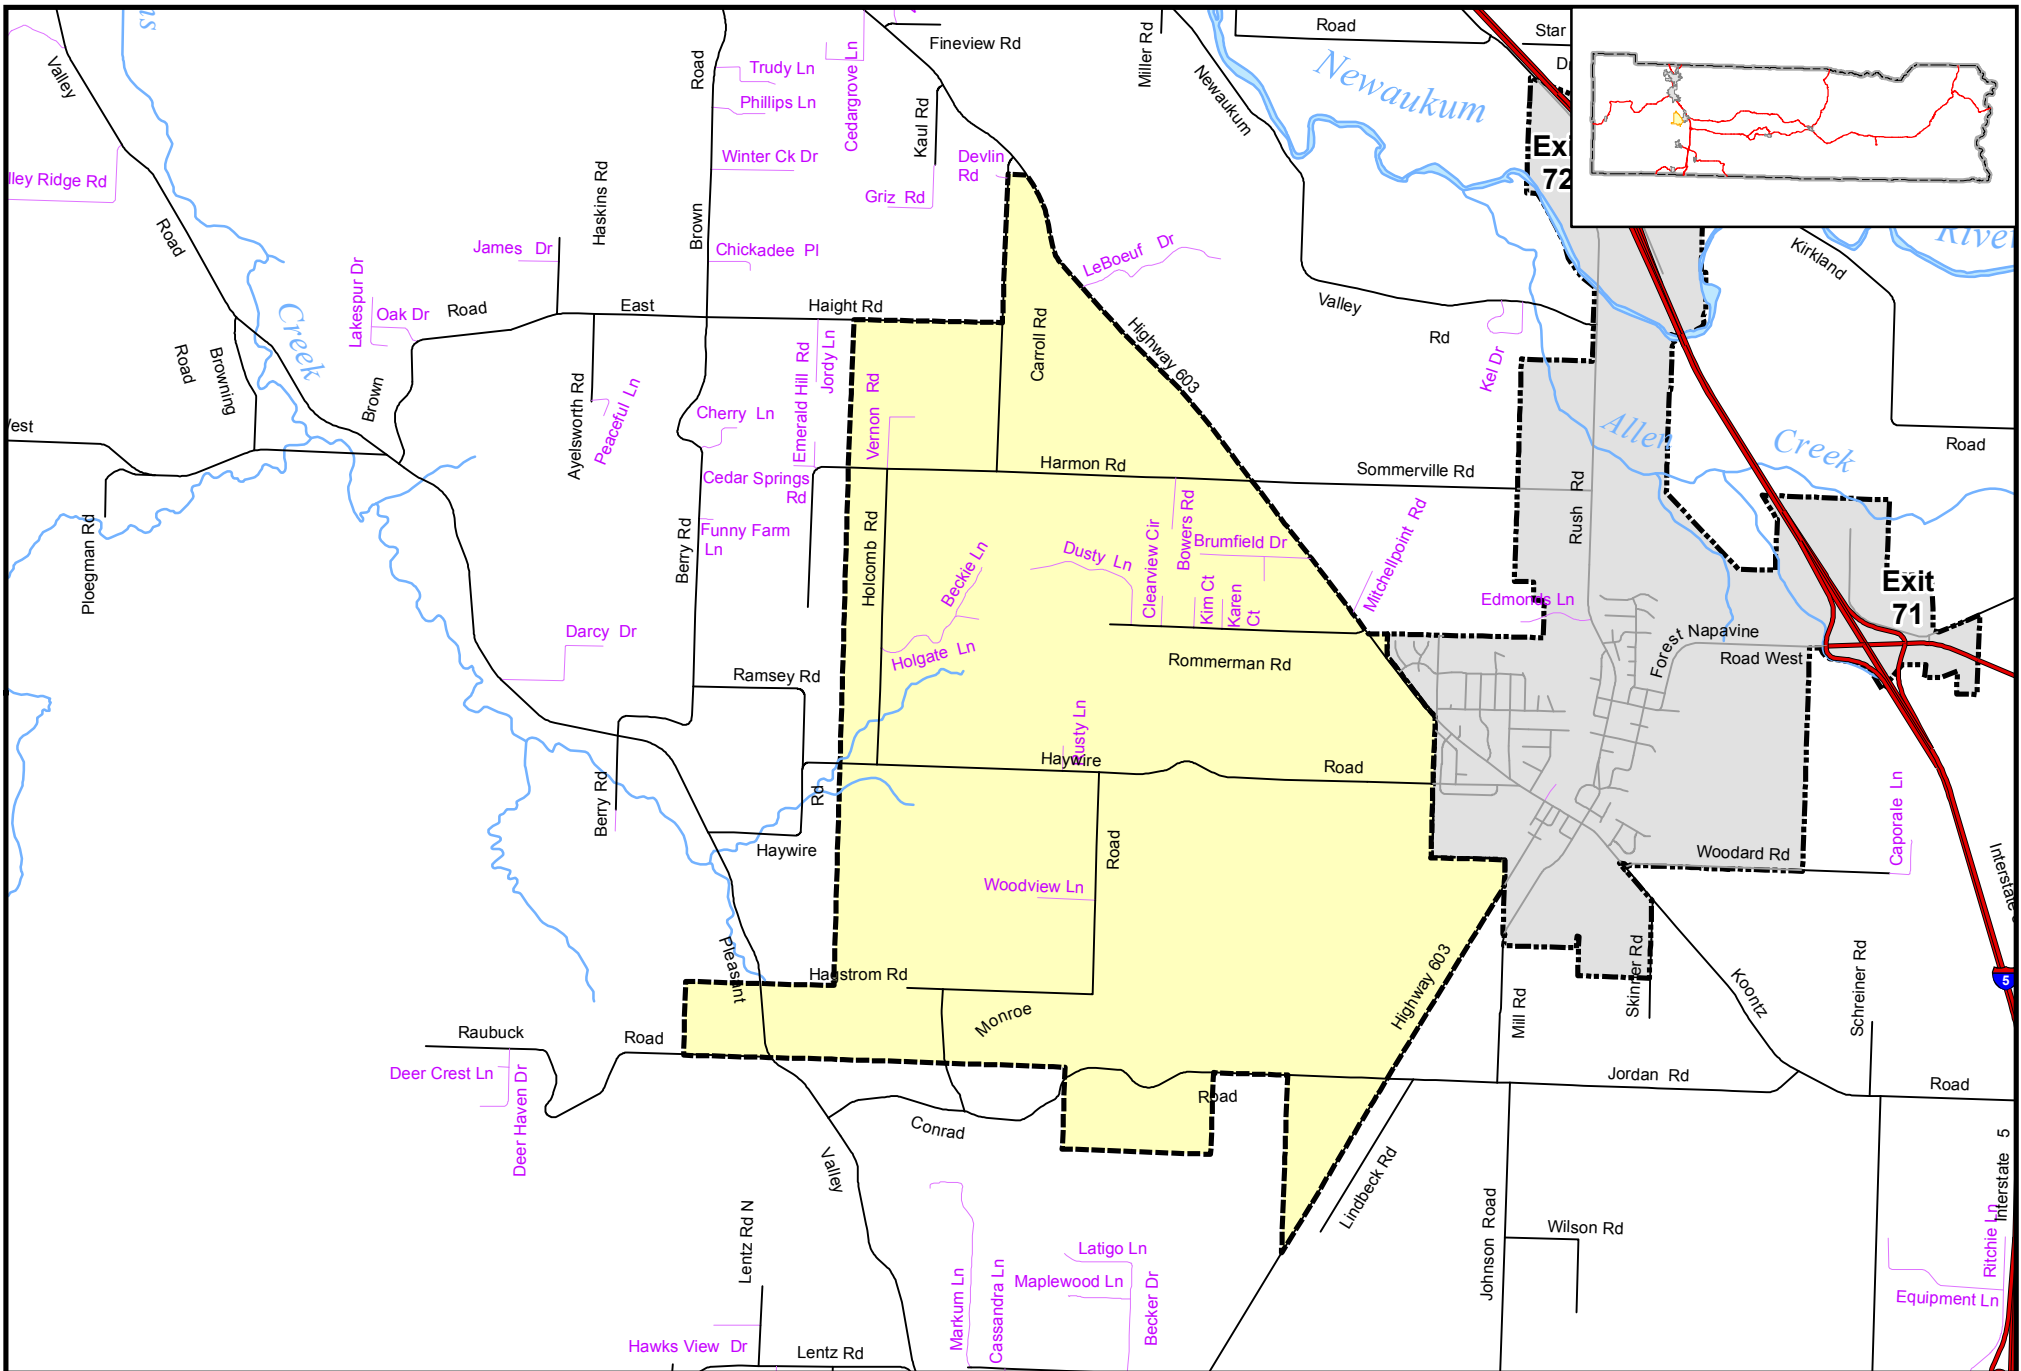 Fineview Rd
Miller Rd
Road
Star
Newaukum
Valley
Road
Trudy Ln
Phillips Ln
Cedargrove Ln
Kaul Rd
Newaukum
Exit
72
Winter Ck Dr
Devlin
Rd
Griz Rd
lley Ridge Rd
Haskins Rd
Road
Brown
James Dr
Chickadee Pl
LeBoeuf Dr
Kirkland
River
Lakespur Dr
Oak Dr
Road
East
Haight Rd
Creek
Carroll Rd
Highway 603
Valley
Rd
Kel Dr
Road
Browning
Brown
Ayelsworth Rd
Peaceful Ln
Emerald Hill Rd
Jordy Ln
Vernon Rd
Cherry Ln
Allen
Creek
Road
Harmon Rd
Sommerville Rd
Cedar Springs
Rd
Rush Rd
Ploegman Rd
Berry Rd
Funny Farm
Ln
Holcomb Rd
Beckie Ln
Dusty Ln
Clearview Cir
Bowers Rd
Brumfield Dr
Kim Ct
Karen
Ct
Mitchellpoint Rd
Edmonds Ln
Exit
71
Darcy Dr
Holgate Ln
Rommerman Rd
Forest
Napavine
Road West
Ramsey Rd
Rusty Ln
Haywire
Road
Berry Rd
Rd
Haywire
Road
Woodard Rd
Caporale Ln
Interstate
Woodview Ln
Pleasant
Hagstrom Rd
Highway 603
Skinner Rd
Koontz
Schreiner Rd
5
Monroe
Mill Rd
Raubuck
Road
Deer Crest Ln
Deer Haven Dr
Road
Jordan Rd
Road
Conrad
Valley
Lindbeck Rd
Johnson Road
Wilson Rd
Interstate 5
Lentz Rd N
Markum Ln
Cassandra Ln
Latigo Ln
Maplewood Ln
Becker Dr
Ritchie Ln
Equipment Ln
Hawks View Dr
Lentz Rd